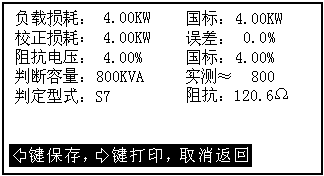 负载损耗: 4.00KW 国标: 4.00KW
校正损耗: 4.00KW 误差: 0.0%
阻抗电压: 4.00% 国标: 4.00%
判断容量: 800KVA 实测≈ 800
判定型式: S7 阻抗:120.6Ω
⇦键保存,⇨键打印,取消返回